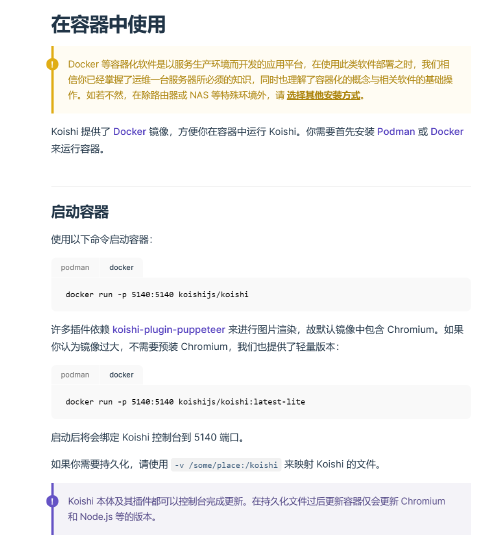 在容器中使用
Docker 等容器化软件是以服务生产环境而开发的应用平台，在使用此类软件部署之时，我们相
信你已经掌握了运维一台服务器所必须的知识，同时也理解了容器化的概念与相关软件的基础操
作。如若不然，在除路由器或 NAS 等特殊环境外，请 选择其他安装方式。
Koishi 提供了 Docker 镜像，方便你在容器中运行 Koishi。你需要首先安装 Podman 或 Docker
来运行容器。
启动容器
使用以下命令启动容器：
podman docker
docker run -p 5140:5140 koishijs/koishi
许多插件依赖 koishi-plugin-puppeteer 来进行图片渲染，故默认镜像中包含 Chromium。如果
你认为镜像过大，不需要预装 Chromium，我们也提供了轻量版本：
podman docker
docker run -p 5140:5140 koishijs/koishi:latest-lite
启动后将会绑定 Koishi 控制台到 5140 端口。
如果你需要持久化，请使用 -v /some/place:/koishi 来映射 Koishi 的文件。
Koishi 本体及其插件都可以控制台完成更新。在持久化文件过后更新容器仅会更新 Chromium
和 Node.js 等的版本。